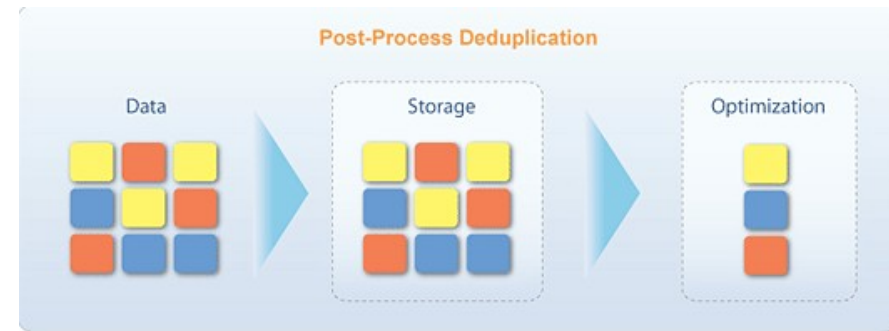 Post-Process Deduplication
Data
Storage
Optimization